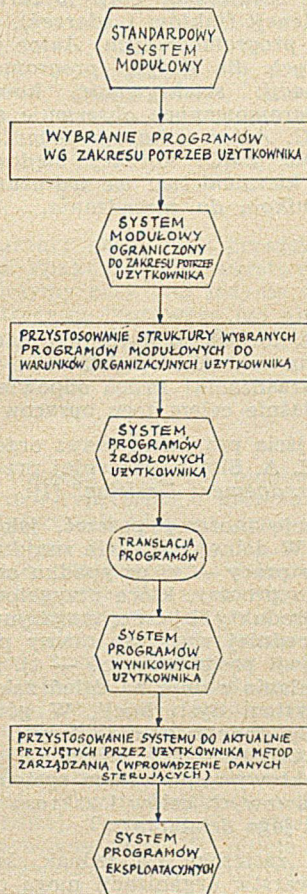 STANDARDOWY
SYSTEM
MODUŁOWY
WYBRANIE PROGRAMÓW
WG ZAKRESU POTRZEB UŻYTKOWNIKA
SYSTEM
MODUŁOWY
OGRANICZONY
DO ZAKRESU POTRZEB
UŻYTKOWNIKA
PRZYSTOSOWANIE STRUKTURY WYBRANYCH
PROGRAMÓW MODUŁOWYCH DO
WARUNKÓW ORGANIZACYJNYCH UŻYTKOWNIKA
SYSTEM
PROGRAMÓW
ŹRÓDŁOWYCH
UŻYTKOWNIKA
TRANSLACJA
PROGRAMÓW
SYSTEM
PROGRAMÓW
WYNIKOWYCH
UŻYTKOWNIKA
PRZYSTOSOWANIE SYSTEMU DO AKTUALNIE
PRZYJĘTYCH PRZEZ UŻYTKOWNIKA METOD
ZARZĄDZANIA (WPROWADZENIE DANYCH
STERUJĄCYCH)
SYSTEM
PROGRAMÓW
EKSPLOATACYJNYCH